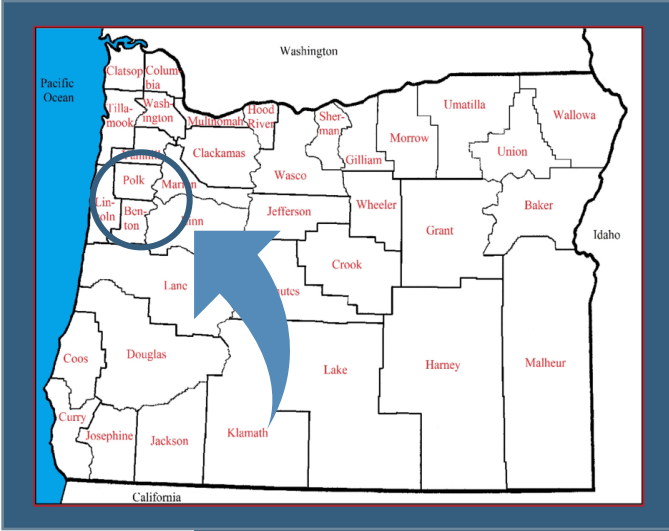 Washington
Pacific
Ocean
Clatsop
Colum-
bia
Tilla-
mook
Wash-
ington
Multnomah
Hood
River
Sher-
man
Gilliam
Morrow
Umatilla
Union
Wallowa
Clackamas
Wasco
Polk
Marion
Lin-
coln
Ben-
ton
Linn
Jefferson
Wheeler
Grant
Baker
Idaho
Crook
Lane
Coos
Douglas
Lake
Harney
Malheur
Curry
Josephine
Jackson
Klamath
California